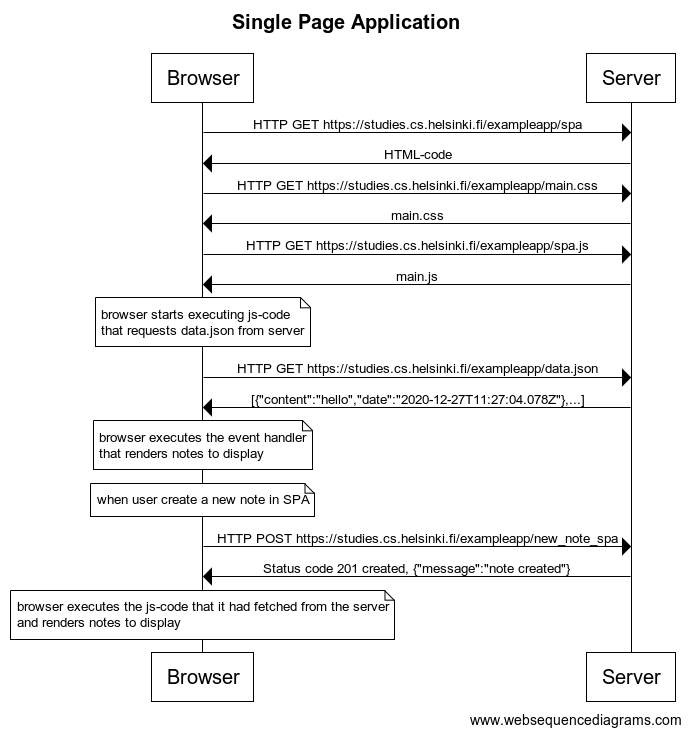 Single Page Application
Browser
Server
HTTP GET https://studies.cs.helsinki.fi/exampleapp/spa
HTML-code
HTTP GET https://studies.cs.helsinki.fi/exampleapp/main.css
main.css
HTTP GET https://studies.cs.helsinki.fi/exampleapp/spa.js
main.js
browser starts executing js-code
that requests data.json from server
HTTP GET https://studies.cs.helsinki.fi/exampleapp/data.json
[{"content":"hello","date":"2020-12-27T11:27:04.078Z"},...]
browser executes the event handler
that renders notes to display
when user create a new note in SPA
HTTP POST https://studies.cs.helsinki.fi/exampleapp/new_note_spa
Status code 201 created, {"message":"note created"}
browser executes the js-code that it had fetched from the server
and renders notes to display
Browser
Server
www.websequencediagrams.com